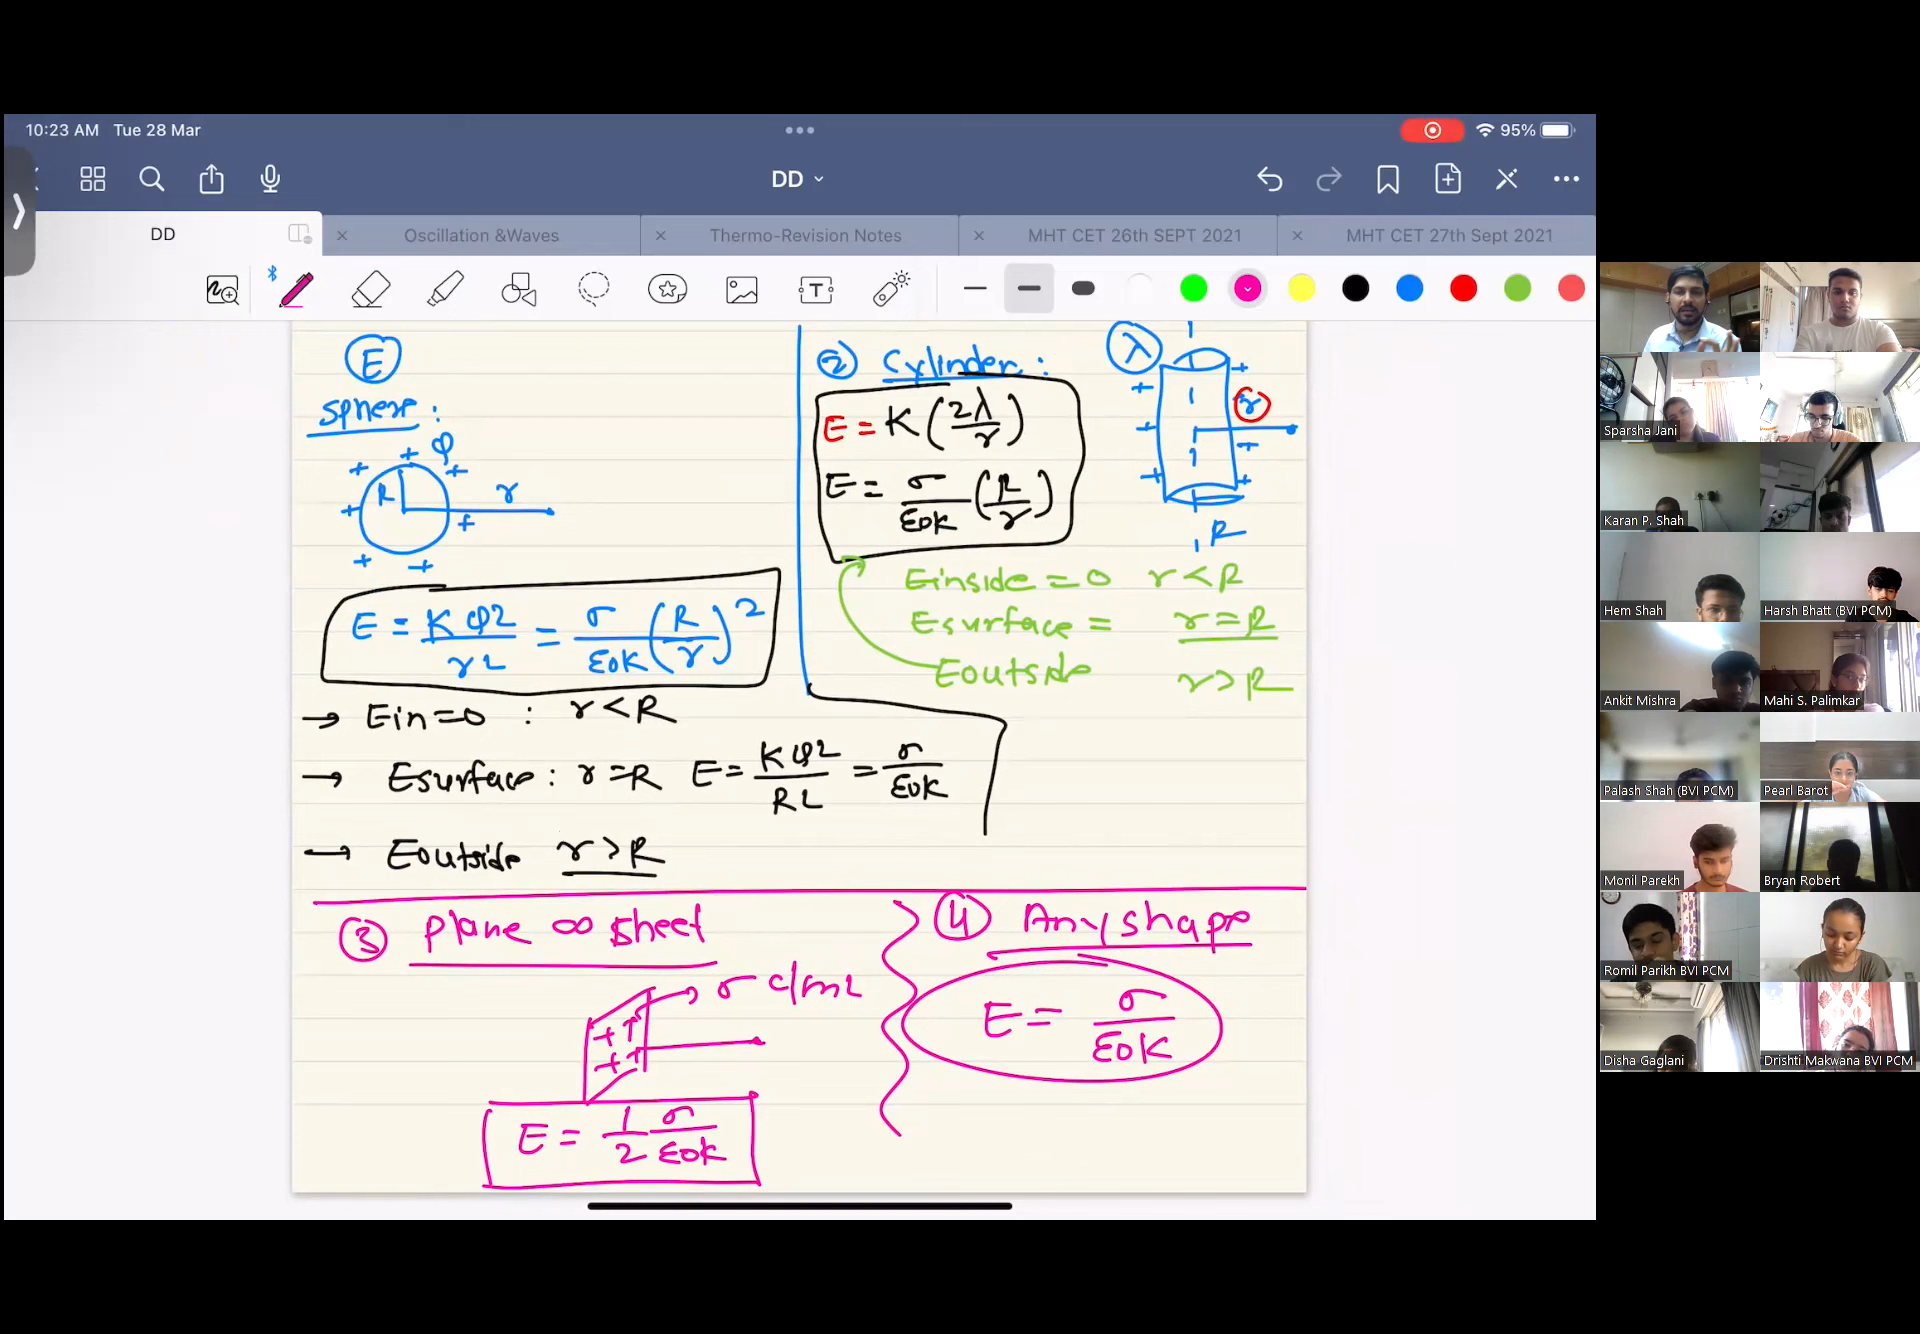 10:23 AM Tue 28 Mar
95%
DD
DD
Oscillation &Waves
Thermo-Revision Notes
MHT CET 26th SEPT 2021
MHT CET 27th Sept 2021
E
Sphere :
R
r
E = Kq2/r2 = σ/ε0K (R/r)2
→ Ein=0 : r < R
→ Esurface : r=R E = Kq2/R2 = σ/ε0K
→ Eoutside r > R
② Cylinder :
λ
E = K (2λ/r)
E = σ/ε0K (R/r)
r
R
Einside = 0 r < R
Esurface = r = R
Eoutside r > R
③ Plane ∞ sheet
σ c/m2
E = 1/2 σ/ε0K
④ Any shape
E = σ/ε0K
Sparsha Jani
Karan P. Shah
Hem Shah
Harsh Bhatt (BVI PCM)
Ankit Mishra
Mahi S. Palimkar
Palash Shah (BVI PCM)
Pearl Barot
Monil Parekh
Bryan Robert
Romil Parikh BVI PCM
Disha Gaglani
Drishti Makwana BVI PCM